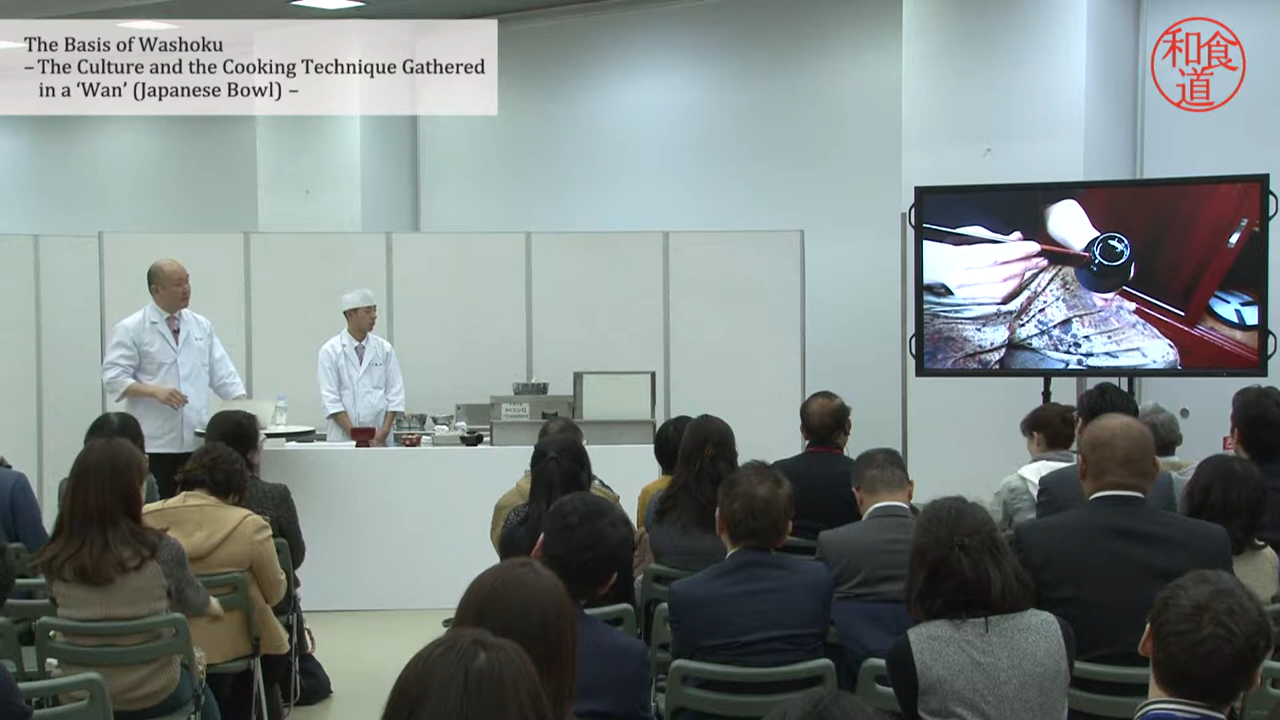 The Basis of Washoku
– The Culture and the Cooking Technique Gathered
in a ‘Wan’ (Japanese Bowl) –
和食
道